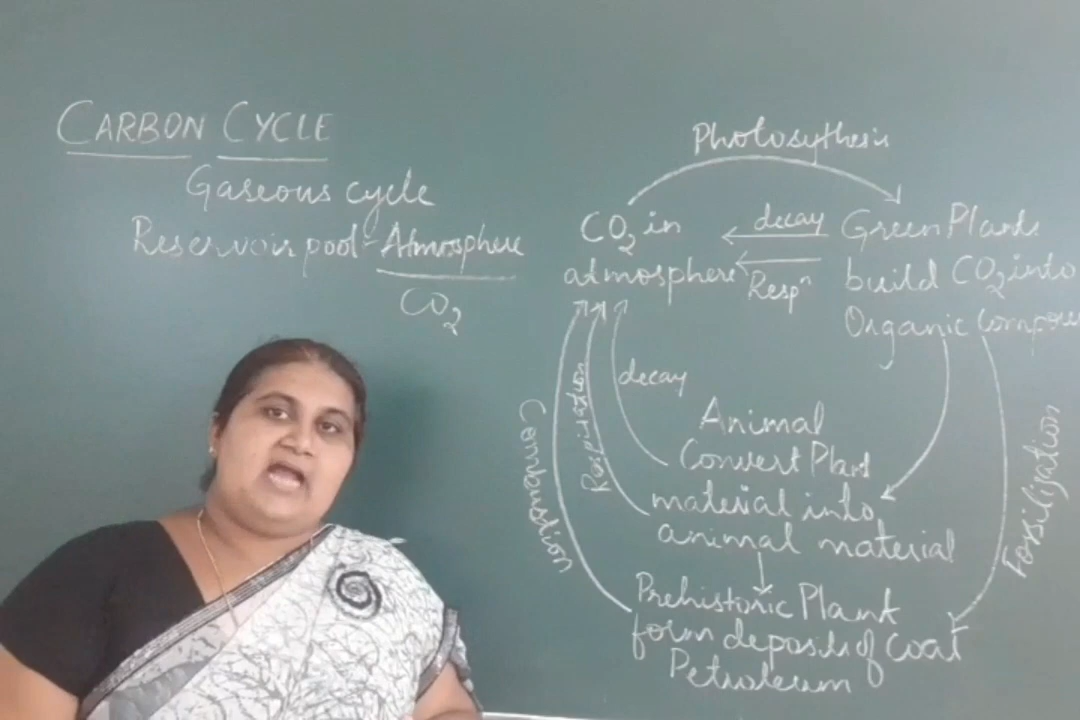 CARBON CYCLE
Gaseous cycle
Reservoir pool - Atmosphere
CO2
Photosythesis
CO2 in
atmosphere
decay
Respn
Green Plants
build CO2 into
Organic
decay
Respiration
Combustion
Animal
Convert Plant
material into
animal material
Fossilization
Prehistoric Plant
form deposits of Coal
Petroleum